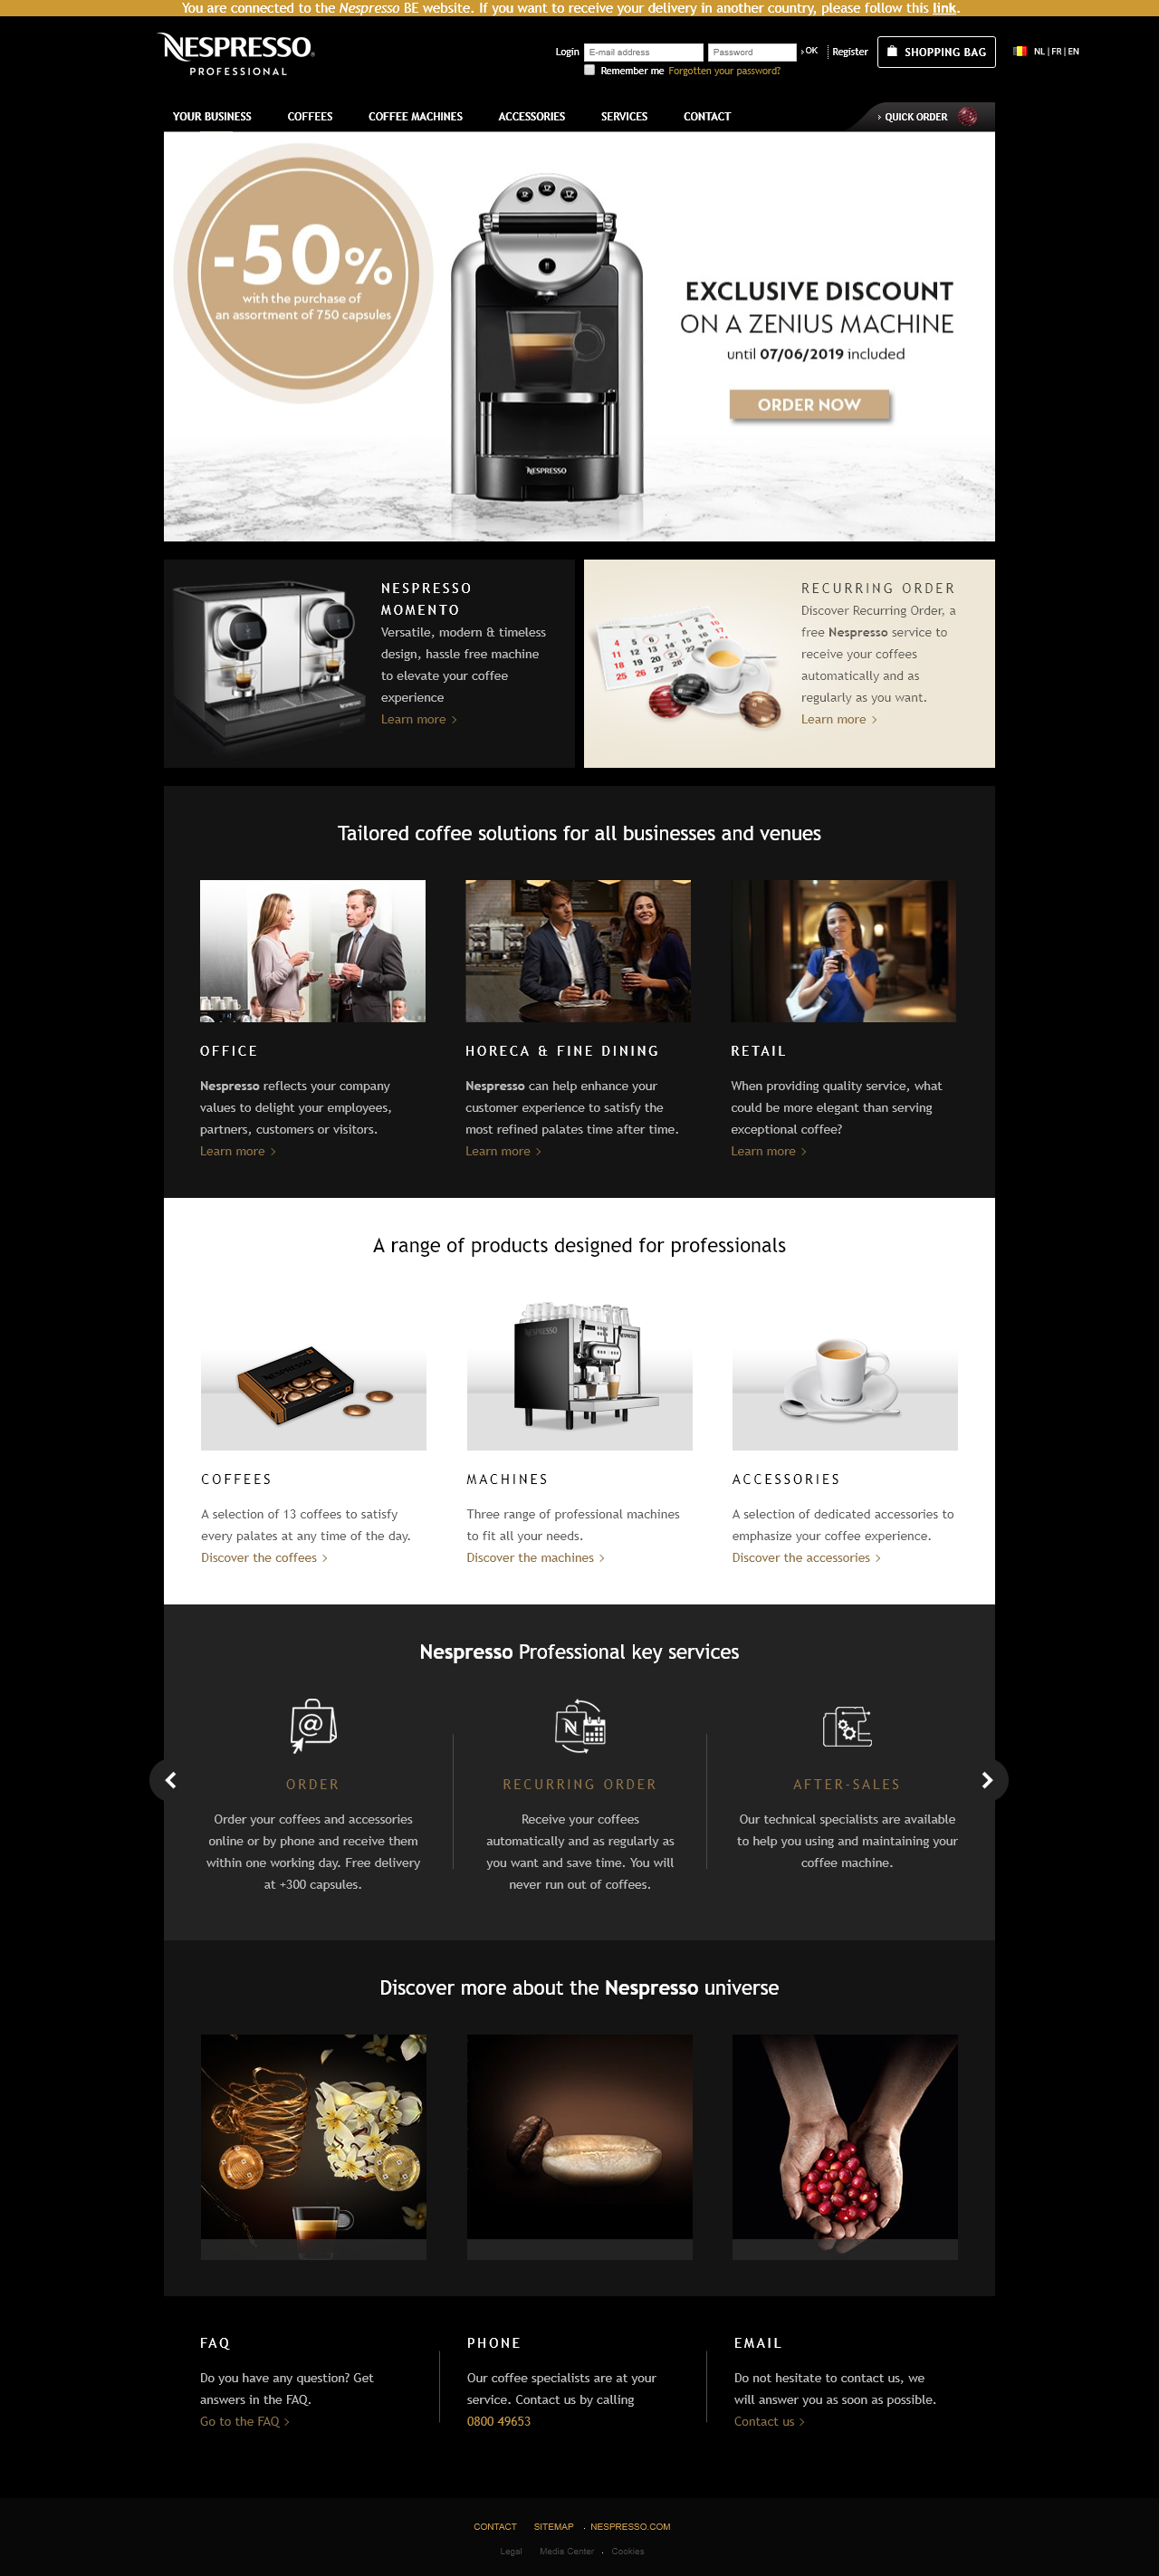 You are connected to the Nespresso BE website. If you want to receive your delivery in another country, please follow this link.
NESPRESSO
PROFESSIONAL
Login E-mail address Password › OK Register SHOPPING BAG NL | FR | EN
Remember me Forgotten your password?
YOUR BUSINESS COFFEES COFFEE MACHINES ACCESSORIES SERVICES CONTACT › QUICK ORDER
-50%
with the purchase of
an assortment of 750 capsules
EXCLUSIVE DISCOUNT
ON A ZENIUS MACHINE
until 07/06/2019 included
ORDER NOW
NESPRESSO
NESPRESSO
MOMENTO
Versatile, modern & timeless
design, hassle free machine
to elevate your coffee
experience
Learn more >
RECURRING ORDER
Discover Recurring Order, a
free Nespresso service to
receive your coffees
automatically and as
regularly as you want.
Learn more >
Tailored coffee solutions for all businesses and venues
OFFICE
Nespresso reflects your company
values to delight your employees,
partners, customers or visitors.
Learn more >
HORECA & FINE DINING
Nespresso can help enhance your
customer experience to satisfy the
most refined palates time after time.
Learn more >
RETAIL
When providing quality service, what
could be more elegant than serving
exceptional coffee?
Learn more >
A range of products designed for professionals
NESPRESSO
NESPRESSO
NESPRESSO
COFFEES
A selection of 13 coffees to satisfy
every palates at any time of the day.
Discover the coffees >
MACHINES
Three range of professional machines
to fit all your needs.
Discover the machines >
ACCESSORIES
A selection of dedicated accessories to
emphasize your coffee experience.
Discover the accessories >
Nespresso Professional key services
ORDER
Order your coffees and accessories
online or by phone and receive them
within one working day. Free delivery
at +300 capsules.
RECURRING ORDER
Receive your coffees
automatically and as regularly as
you want and save time. You will
never run out of coffees.
AFTER-SALES
Our technical specialists are available
to help you using and maintaining your
coffee machine.
Discover more about the Nespresso universe
FAQ
Do you have any question? Get
answers in the FAQ.
Go to the FAQ >
PHONE
Our coffee specialists are at your
service. Contact us by calling
0800 49653
EMAIL
Do not hesitate to contact us, we
will answer you as soon as possible.
Contact us >
CONTACT SITEMAP . NESPRESSO.COM
Legal Media Center . Cookies